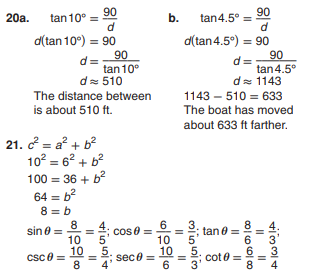 20a. tan 10° = 90/d
d(tan 10°) = 90
d = 90/tan 10°
d ≈ 510
The distance between
is about 510 ft.
b. tan 4.5° = 90/d
d(tan 4.5°) = 90
d = 90/tan 4.5°
d ≈ 1143
1143 – 510 = 633
The boat has moved
about 633 ft farther.
21. c² = a² + b²
10² = 6² + b²
100 = 36 + b²
64 = b²
8 = b
sin θ = 8/10 = 4/5; cos θ = 6/10 = 3/5; tan θ = 8/6 = 4/3;
csc θ = 10/8 = 5/4; sec θ = 10/6 = 5/3; cot θ = 6/8 = 3/4